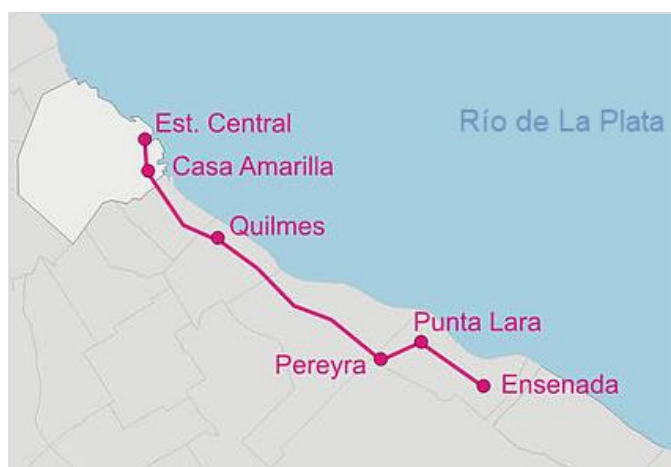 Est. Central
Río de La Plata
Casa Amarilla
Quilmes
Punta Lara
Pereyra
Ensenada